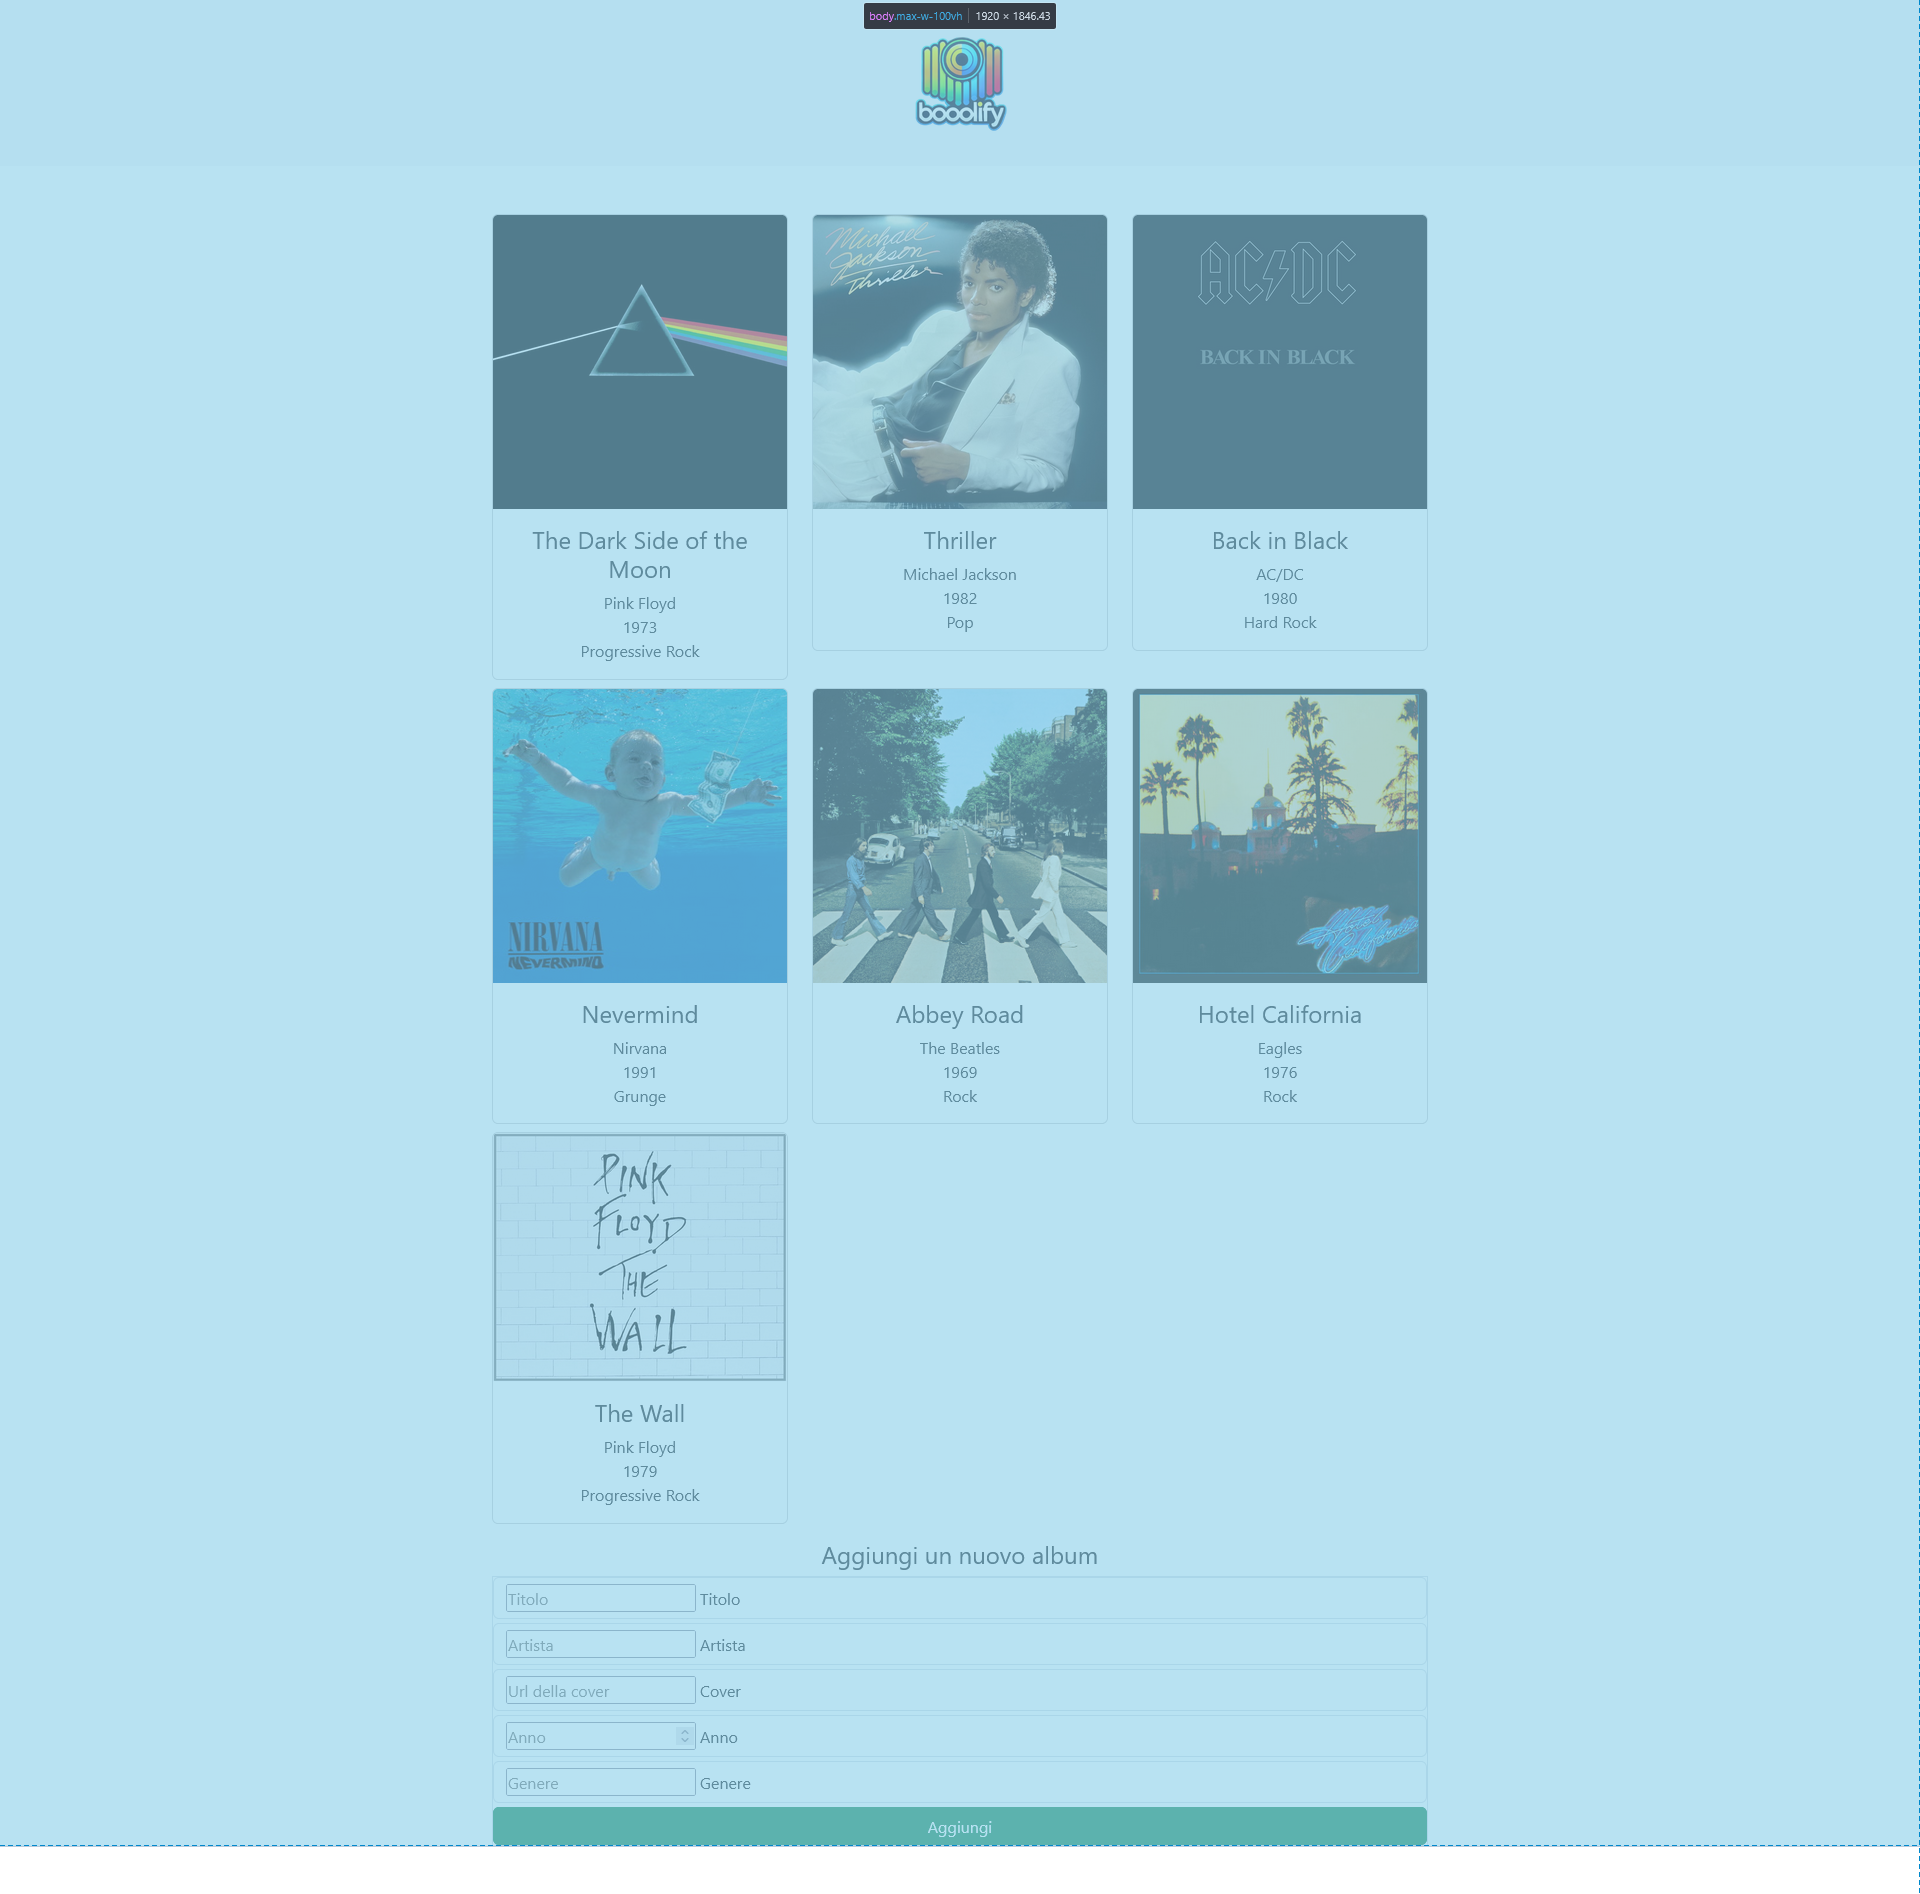 body.max-w-100vh 1920 × 1846.43
booolify
Michael
Jackson
Thriller
AC/DC
BACK IN BLACK
The Dark Side of the
Moon
Pink Floyd
1973
Progressive Rock
Thriller
Michael Jackson
1982
Pop
Back in Black
AC/DC
1980
Hard Rock
NIRVANA
NEVERMIND
Hotel California
Nevermind
Nirvana
1991
Grunge
Abbey Road
The Beatles
1969
Rock
Hotel California
Eagles
1976
Rock
PINK
FLOYD
THE
WALL
The Wall
Pink Floyd
1979
Progressive Rock
Aggiungi un nuovo album
Titolo Titolo
Artista Artista
Url della cover Cover
Anno Anno
Genere Genere
Aggiungi